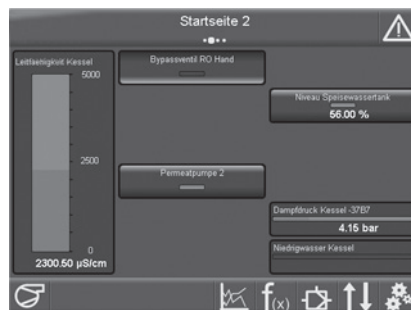 Startseite 2
Leitfaehigkeit Kessel
5000
2500
0
2300.50 µS/cm
Bypassventil RO Hand
Permeatpumpe 2
Niveau Speisewassertank
56.00 %
Dampfdruck Kessel -37B7
4.15 bar
Niedrigwasser Kessel
f(x)